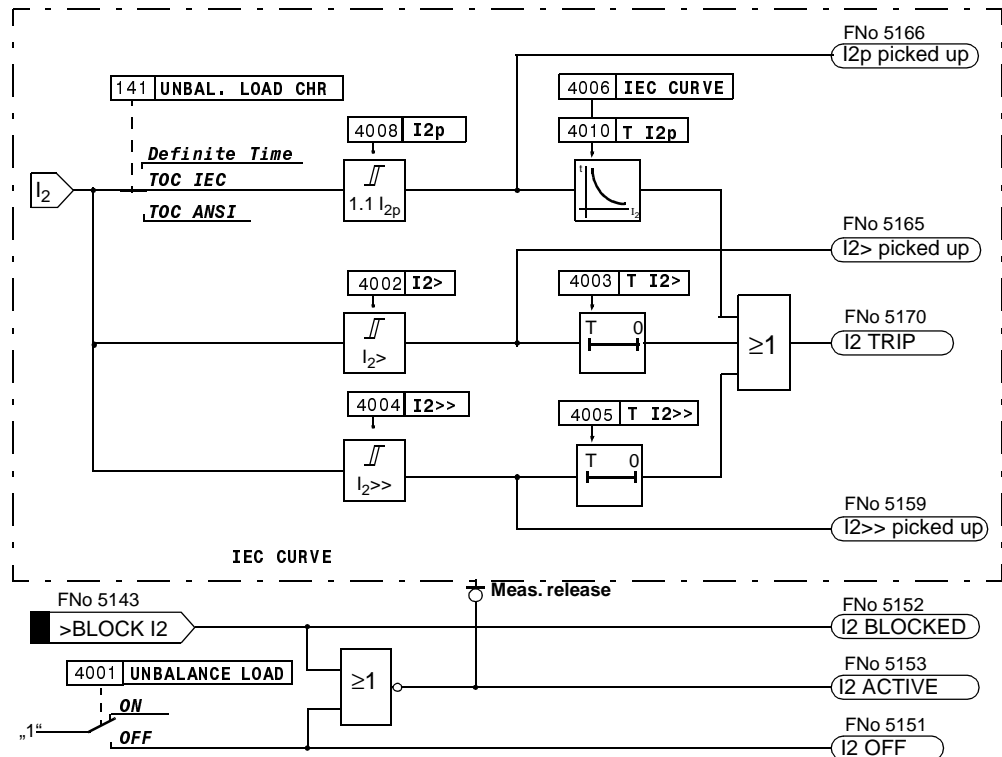 FNo 5166
I2p picked up
141 UNBAL. LOAD CHR
4006 IEC CURVE
4008 I2p
4010 T I2p
Definite Time
TOC IEC
TOC ANSI
I2
1.1 I2p
t
I2
FNo 5165
I2> picked up
4002 I2>
4003 T I2>
I2>
T 0
≥1
FNo 5170
I2 TRIP
4004 I2>>
4005 T I2>>
I2>>
T 0
FNo 5159
I2>> picked up
IEC CURVE
Meas. release
FNo 5143
>BLOCK I2
FNo 5152
I2 BLOCKED
4001 UNBALANCE LOAD
≥1
FNo 5153
I2 ACTIVE
ON
„1“
OFF
FNo 5151
I2 OFF